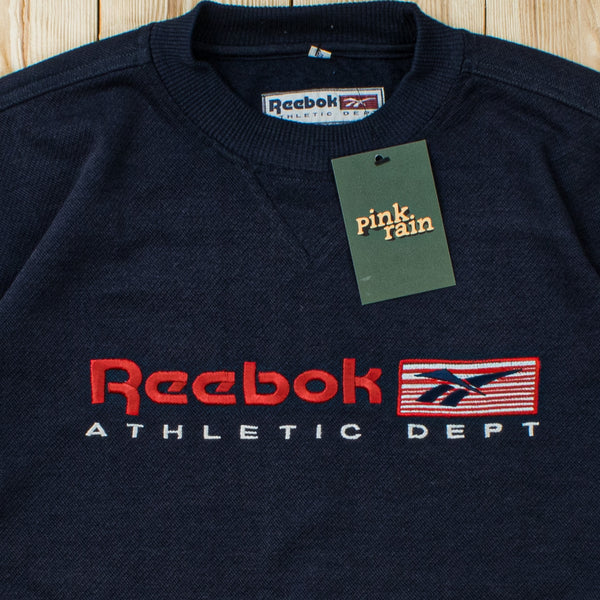 Reebok
ATHLETIC DEPT
pink
rain
Reebok
ATHLETIC DEPT